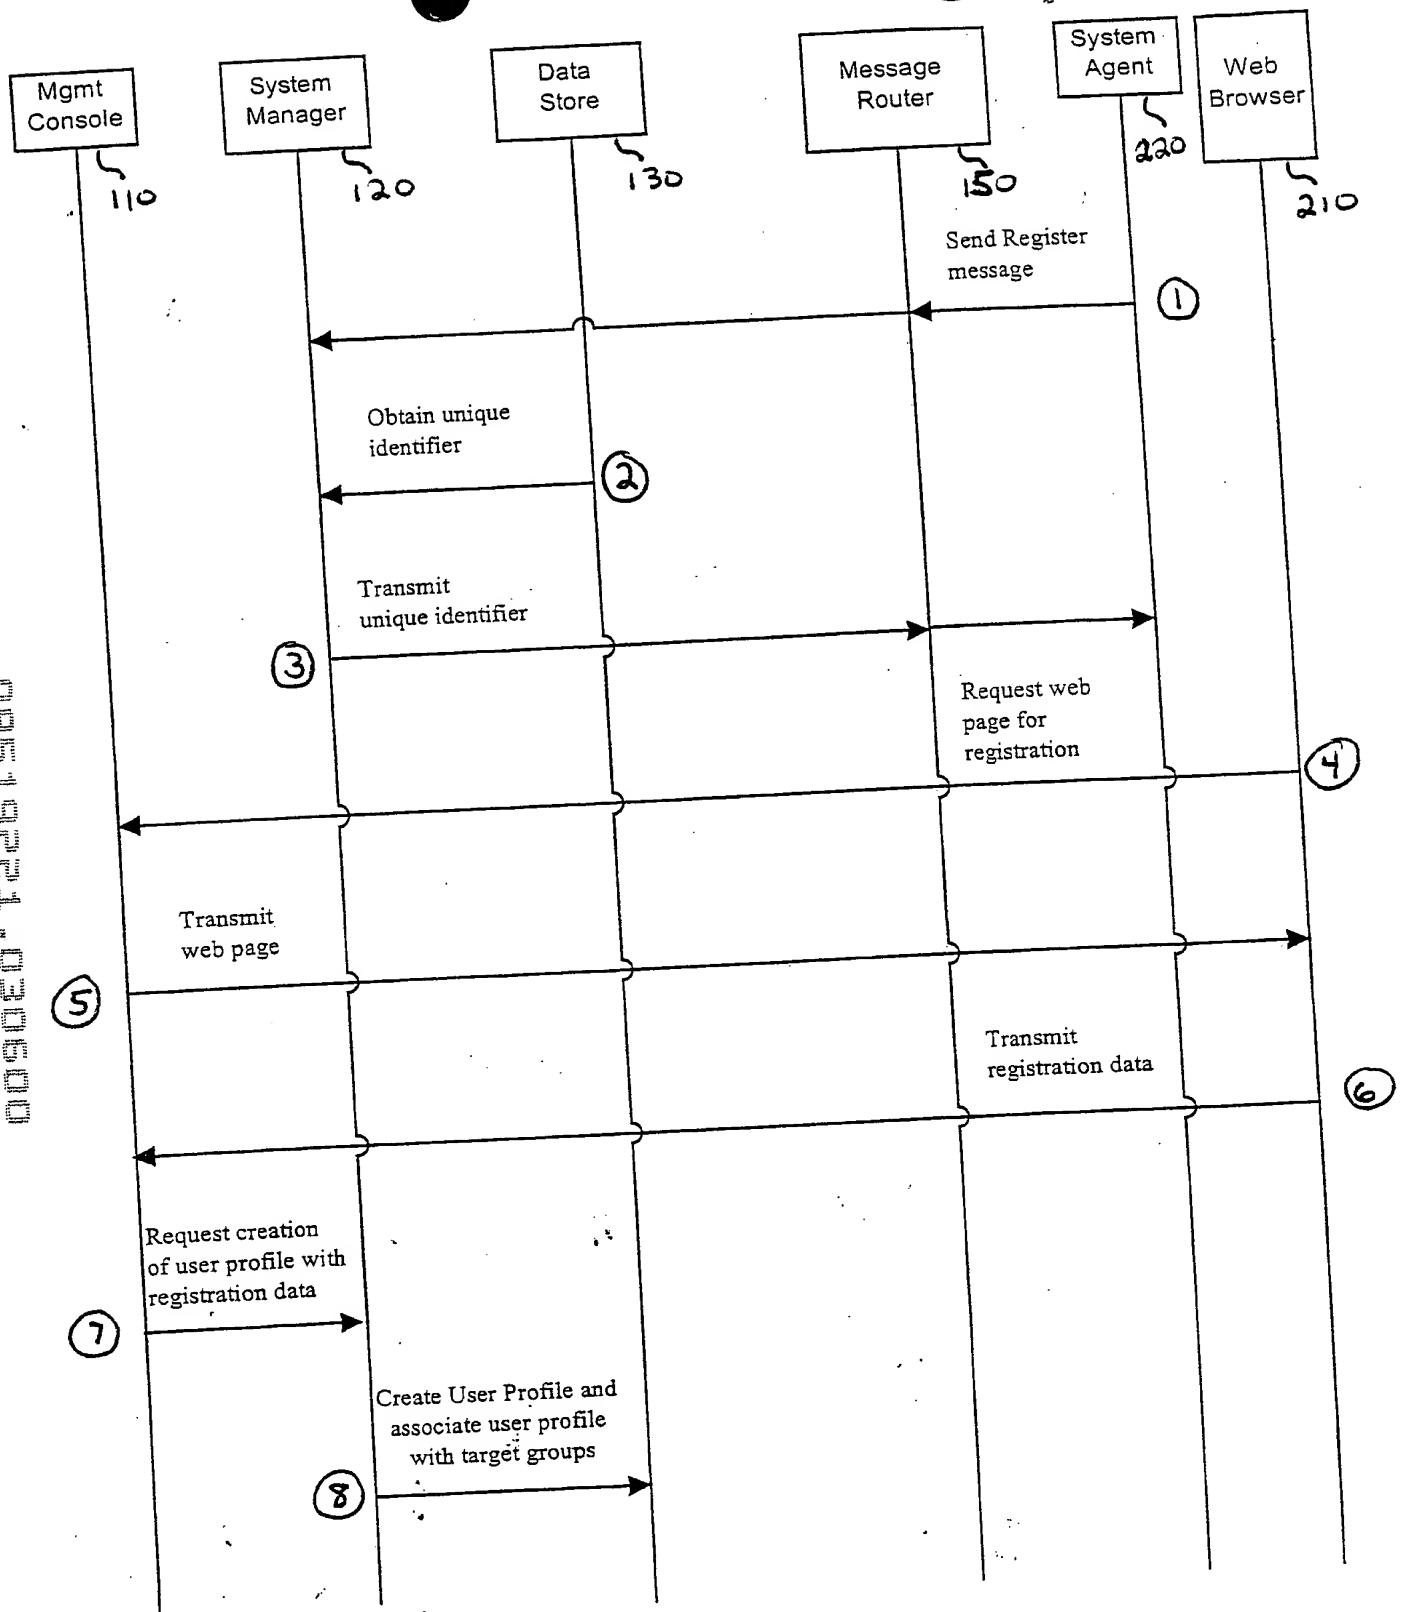 Mgmt
Console
System
Manager
Data
Store
Message
Router
System
Agent
Web
Browser
110
120
130
150
220
210
Send Register
message
1
Obtain unique
identifier
2
Transmit
unique identifier
3
Request web
page for
registration
4
Transmit
web page
5
Transmit
registration data
6
Request creation
of user profile with
registration data
7
Create User Profile and
associate user profile
with target groups
8